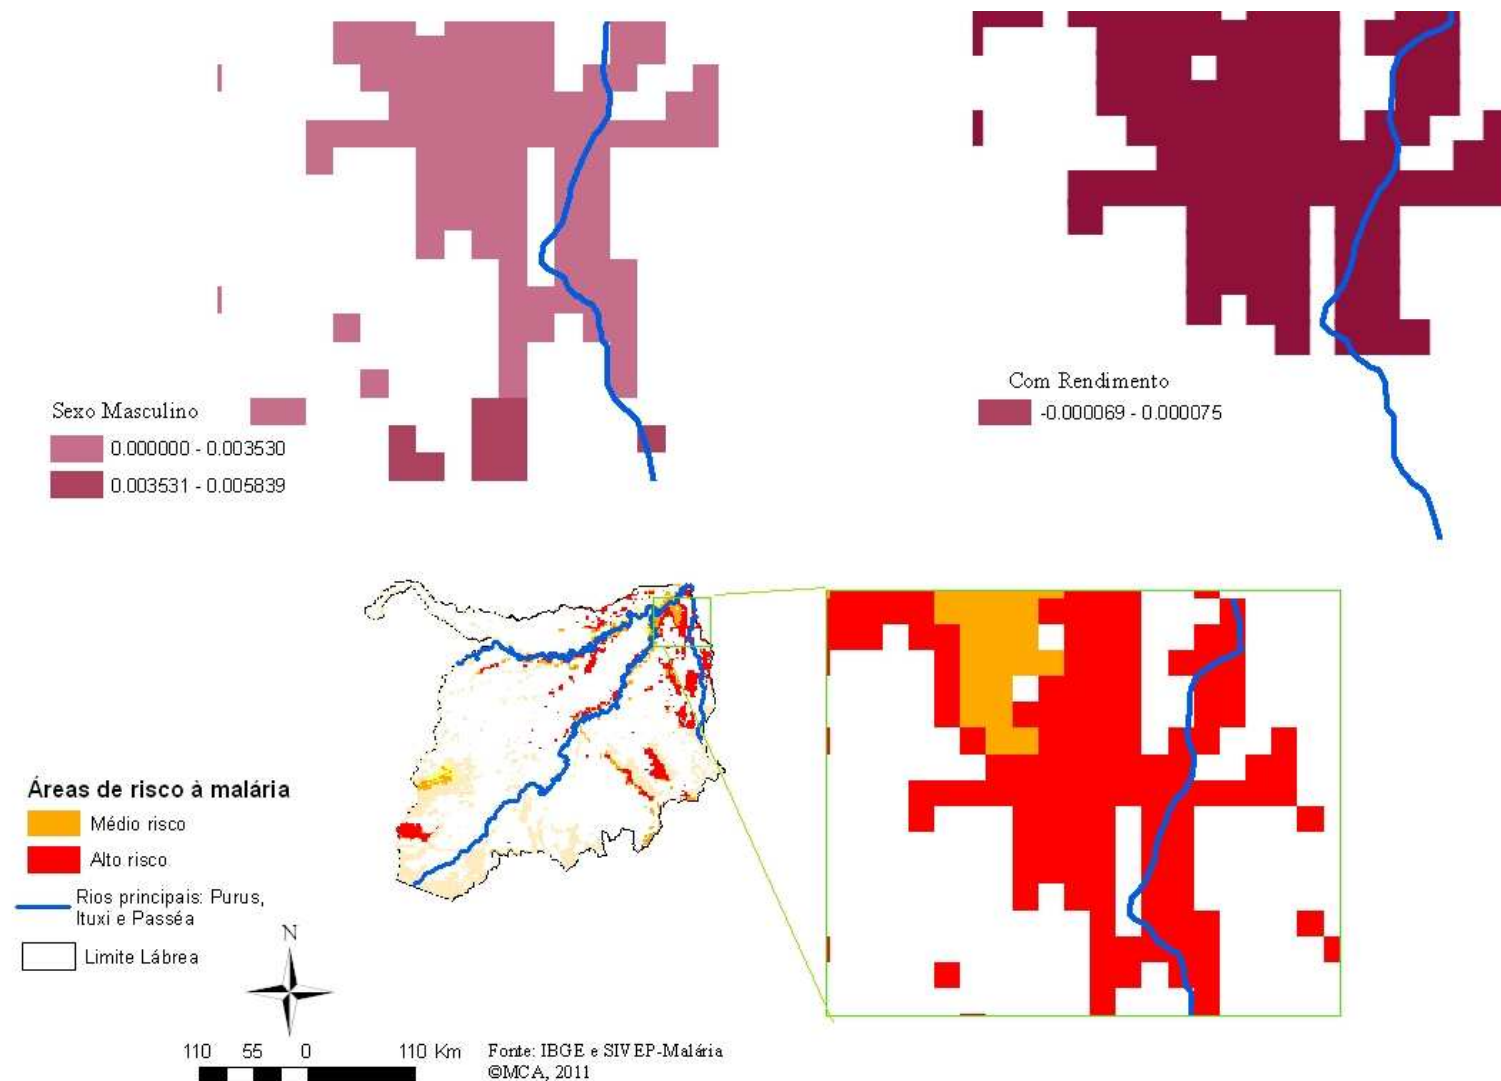 Sexo Masculino
0.000000 - 0.003530
0.003531 - 0.005839
Com Rendimento
-0.000069 - 0.000075
Áreas de risco à malária
Médio risco
Alto risco
Rios principais: Purus,
Ituxi e Passéa
Limite Lábrea
N
110 55 0 110 Km
Fonte: IBGE e SIVEP-Malária
©MCA, 2011